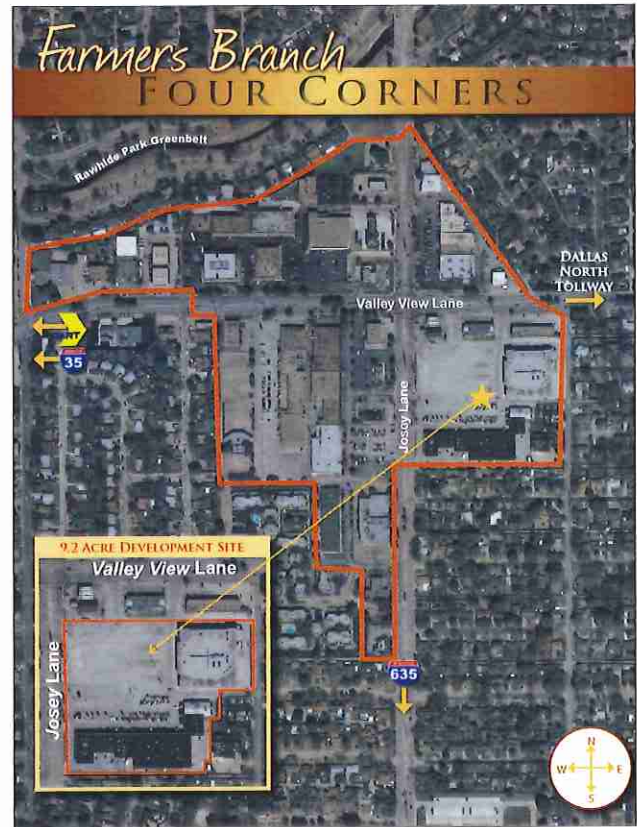 Farmers Branch
FOUR CORNERS
Rawhide Park Greenbelt
DALLAS
NORTH
TOLLWAY
Valley View Lane
35
Josey Lane
9.2 ACRE DEVELOPMENT SITE
Valley View Lane
Josey Lane
635
N
W E
S